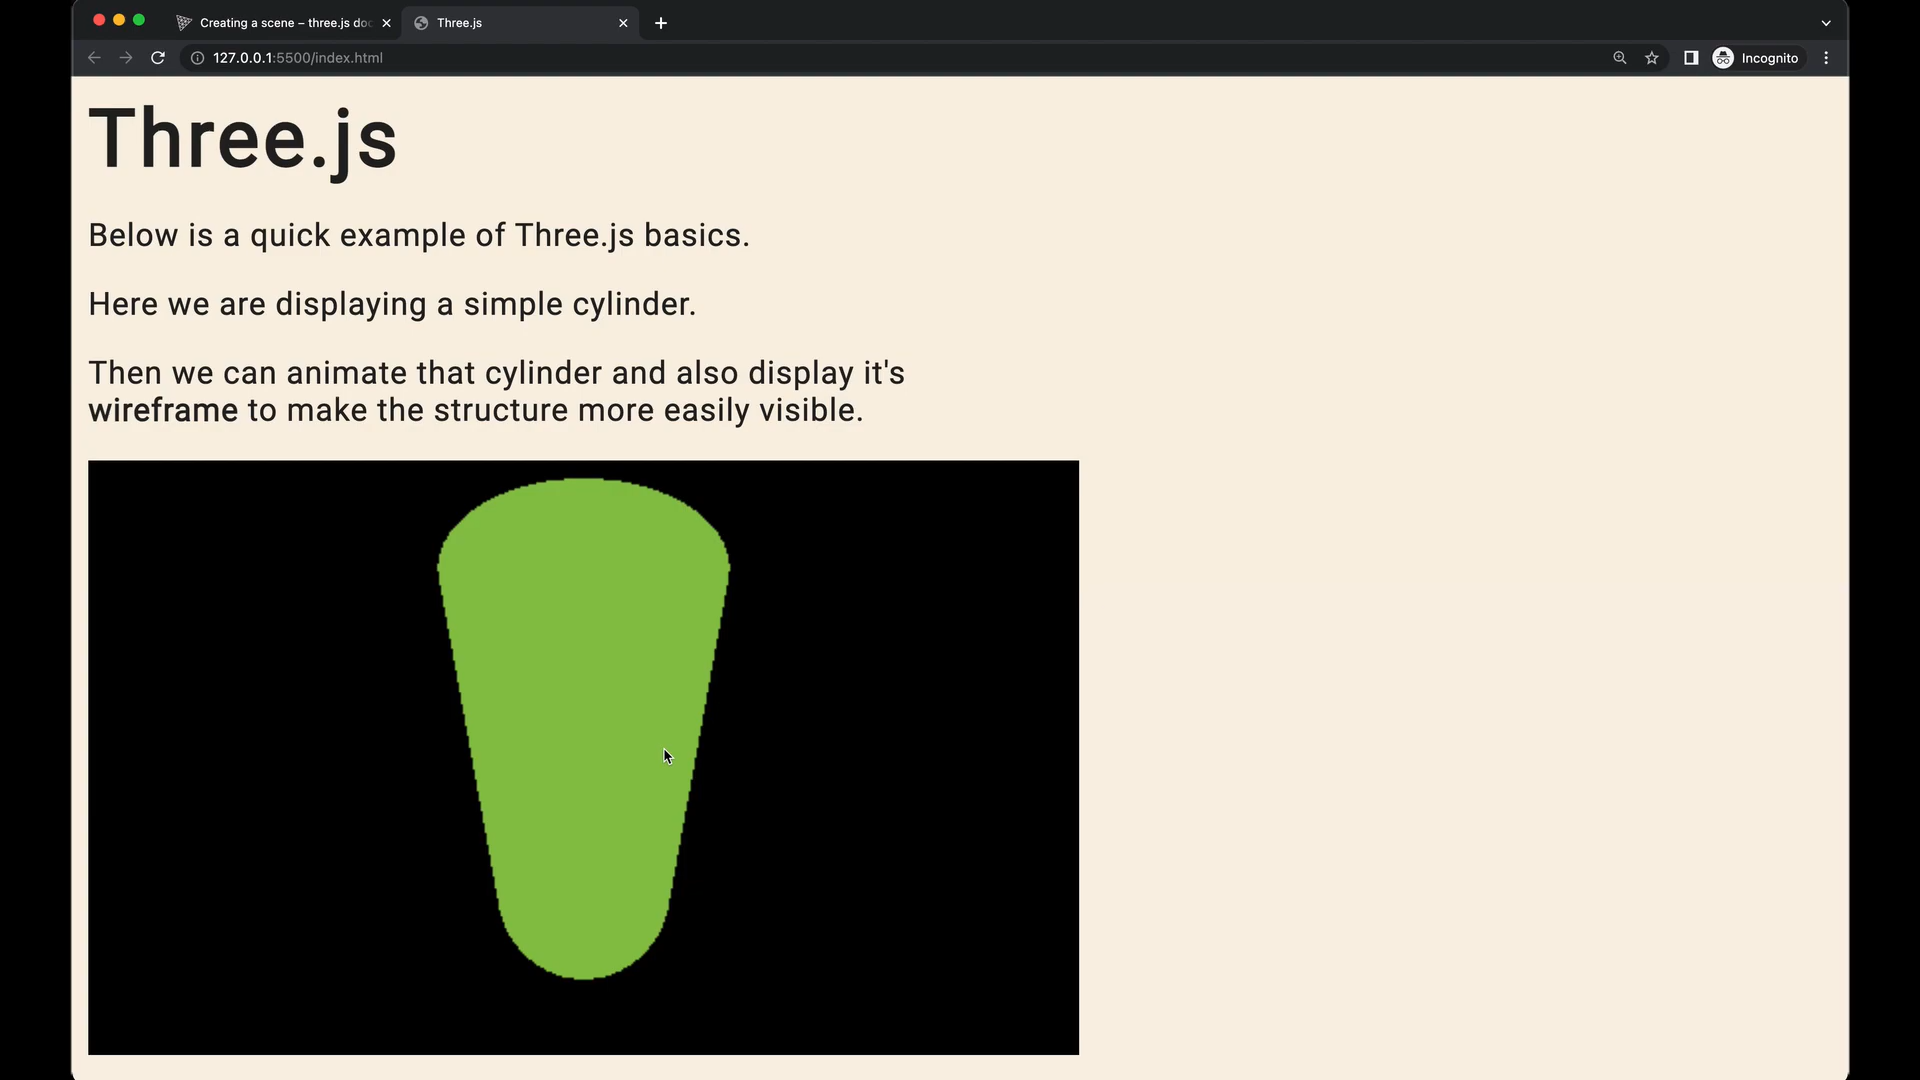 Creating a scene – three.js doc
Three.js
127.0.0.1:5500/index.html
Incognito
Three.js
Below is a quick example of Three.js basics.
Here we are displaying a simple cylinder.
Then we can animate that cylinder and also display it's
wireframe to make the structure more easily visible.